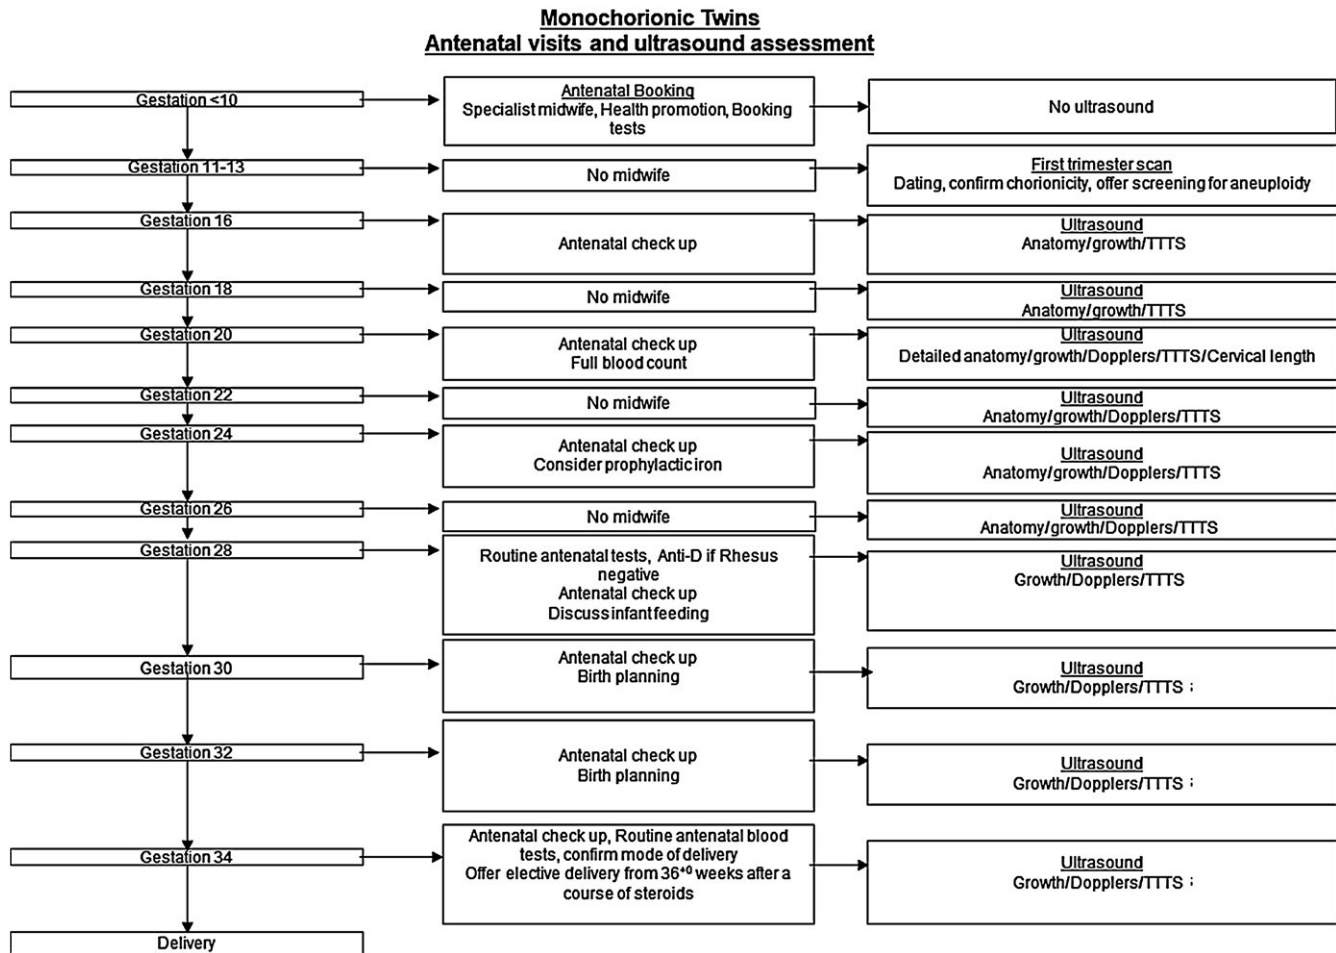 Monochorionic Twins
Antenatal visits and ultrasound assessment
Gestation <10
Antenatal Booking
Specialist midwife, Health promotion, Booking
tests
No ultrasound
Gestation 11-13
No midwife
First trimester scan
Dating, confirm chorionicity, offer screening for aneuploidy
Gestation 16
Antenatal check up
Ultrasound
Anatomy/growth/TTTS
Gestation 18
No midwife
Ultrasound
Anatomy/growth/TTTS
Gestation 20
Antenatal check up
Full blood count
Ultrasound
Detailed anatomy/growth/Dopplers/TTTS/Cervical length
Gestation 22
No midwife
Ultrasound
Anatomy/growth/Dopplers/TTTS
Gestation 24
Antenatal check up
Consider prophylactic iron
Ultrasound
Anatomy/growth/Dopplers/TTTS
Gestation 26
No midwife
Ultrasound
Anatomy/growth/Dopplers/TTTS
Gestation 28
Routine antenatal tests, Anti-D if Rhesus
negative
Antenatal check up
Discuss infant feeding
Ultrasound
Growth/Dopplers/TTTS
Gestation 30
Antenatal check up
Birth planning
Ultrasound
Growth/Dopplers/TTTS ;
Gestation 32
Antenatal check up
Birth planning
Ultrasound
Growth/Dopplers/TTTS ;
Gestation 34
Antenatal check up, Routine antenatal blood
tests, confirm mode of delivery
Offer elective delivery from 36⁺⁰ weeks after a
course of steroids
Ultrasound
Growth/Dopplers/TTTS ;
Delivery